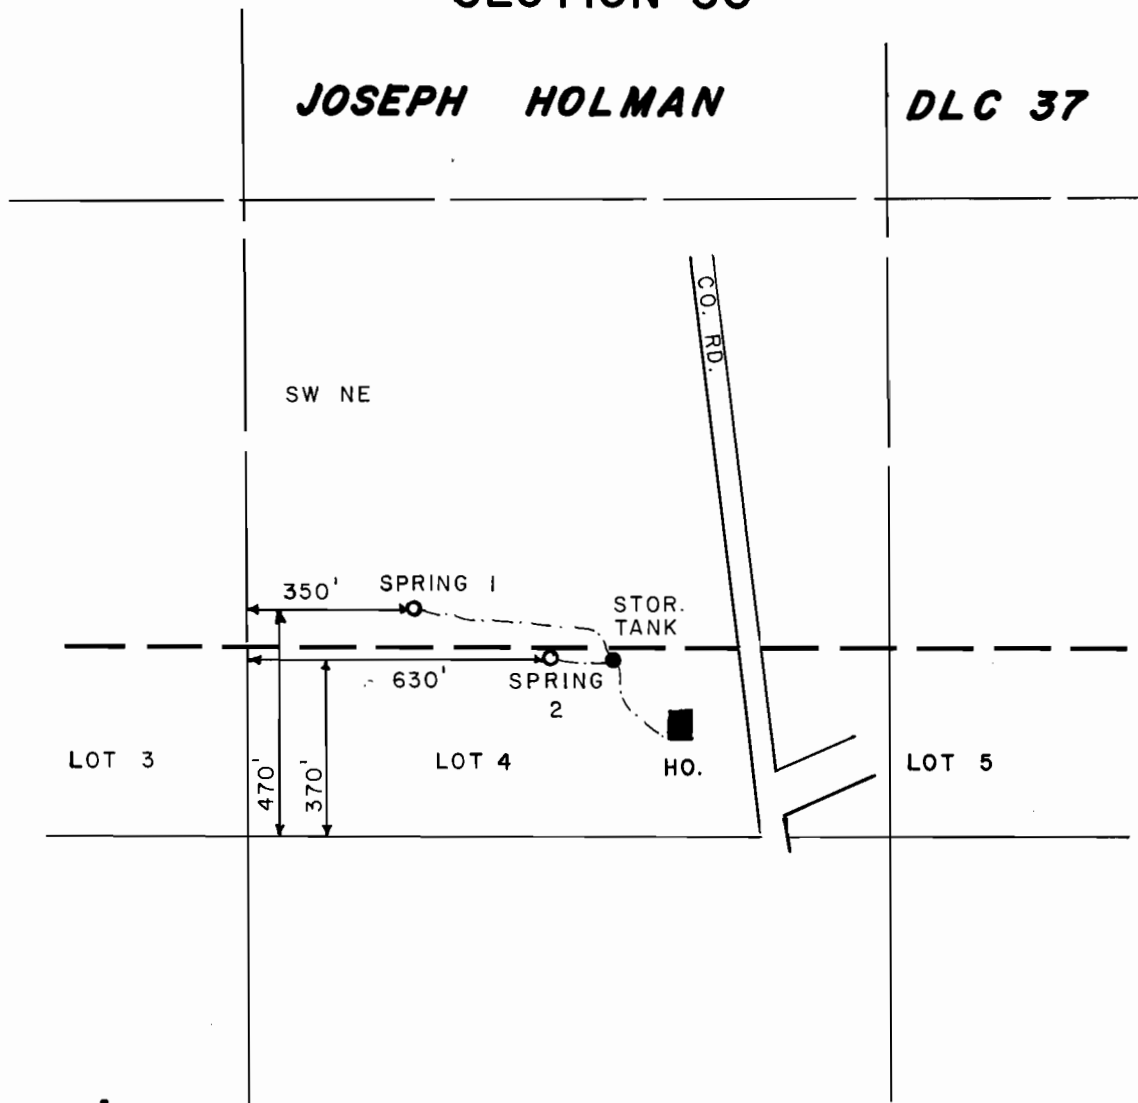 JOSEPH HOLMAN DLC 37
CO. RD.
SW NE
350'
SPRING 1
STOR.
TANK
630'
SPRING
2
LOT 3
470'
370'
LOT 4
HO.
LOT 5